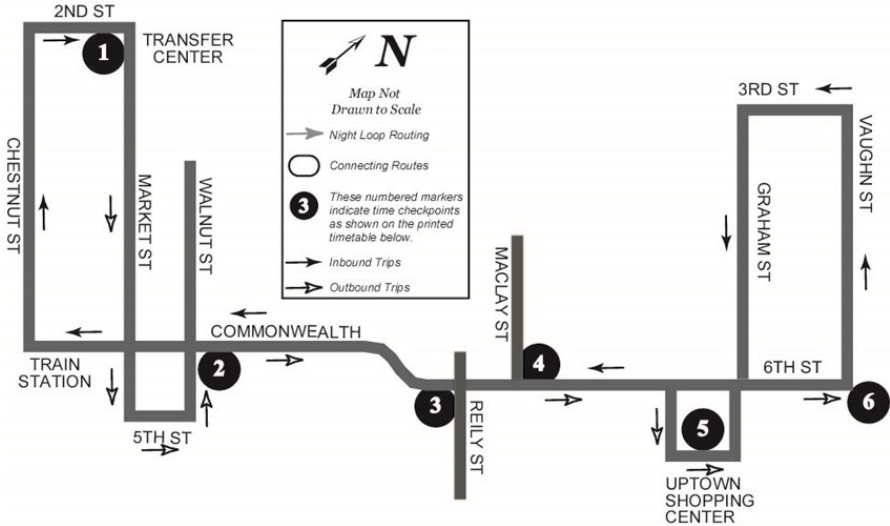 2ND ST
1
TRANSFER
CENTER
CHESTNUT ST
MARKET ST
WALNUT ST
N
Map Not
Drawn to Scale
Night Loop Routing
Connecting Routes
3
These numbered markers
indicate time checkpoints
as shown on the printed
timetable below.
Inbound Trips
Outbound Trips
3RD ST
VAUGHN ST
GRAHAM ST
MACLAY ST
COMMONWEALTH
TRAIN
STATION
2
5TH ST
3
REILY ST
4
6TH ST
5
6
UPTOWN
SHOPPING
CENTER